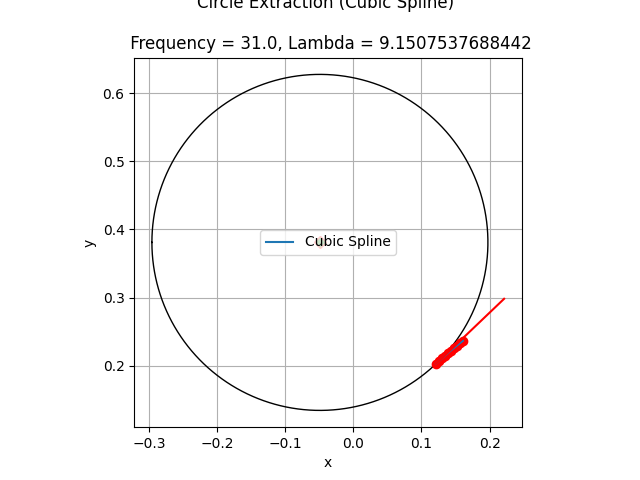 Circle Extraction (Cubic Spline)
Frequency = 31.0, Lambda = 9.1507537688442
0.6
0.5
0.4
0.3
0.2
y
Cubic Spline
−0.3 −0.2 −0.1 0.0 0.1 0.2
x